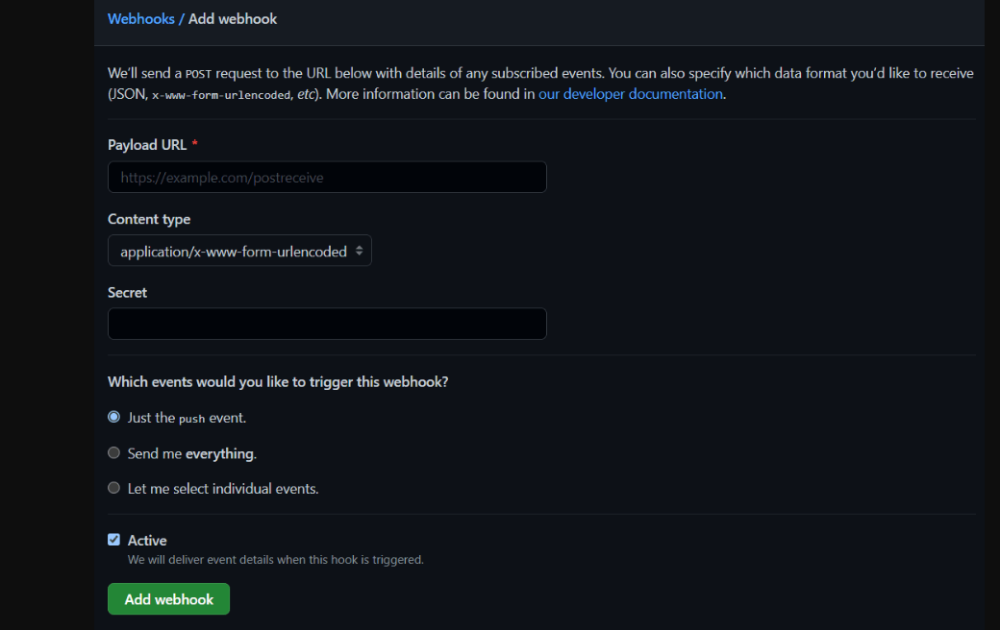 Webhooks / Add webhook
We’ll send a POST request to the URL below with details of any subscribed events. You can also specify which data format you’d like to receive
(JSON, x-www-form-urlencoded, etc). More information can be found in our developer documentation.
Payload URL *
https://example.com/postreceive
Content type
application/x-www-form-urlencoded
Secret
Which events would you like to trigger this webhook?
Just the push event.
Send me everything.
Let me select individual events.
Active
We will deliver event details when this hook is triggered.
Add webhook